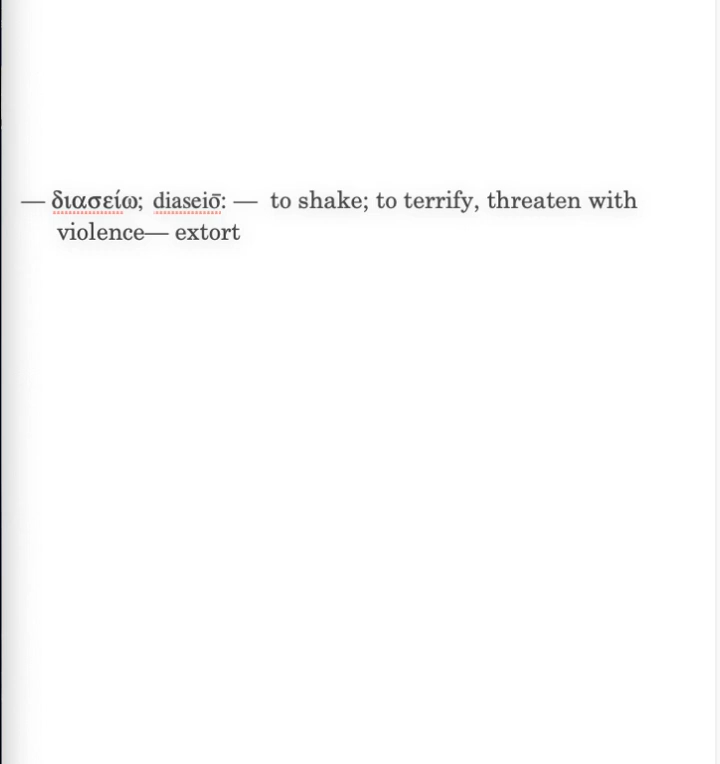 — διασείω; diaseiō: — to shake; to terrify, threaten with
violence— extort